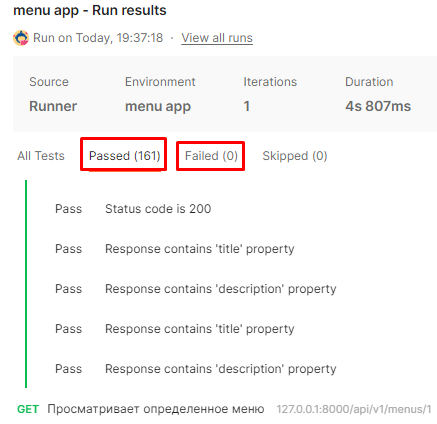 menu app - Run results
Run on Today, 19:37:18 · View all runs
Source Environment Iterations Duration
Runner menu app 1 4s 807ms
All Tests Passed (161) Failed (0) Skipped (0)
Pass Status code is 200
Pass Response contains 'title' property
Pass Response contains 'description' property
Pass Response contains 'title' property
Pass Response contains 'description' property
GET Просматривает определенное меню 127.0.0.1:8000/api/v1/menus/1